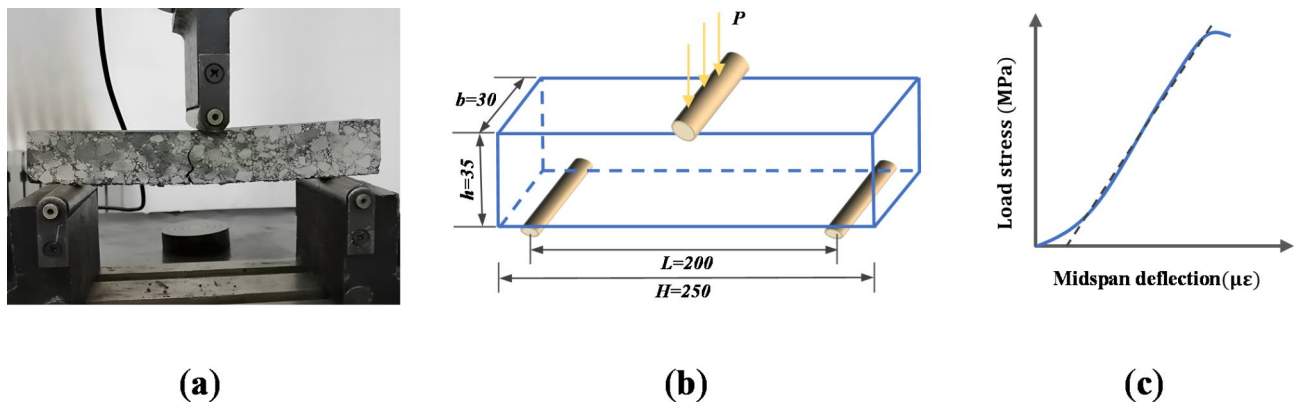 P
b=30
h=35
L=200
H=250
Load stress (MPa)
Midspan deflection(με)
(a)
(b)
(c)